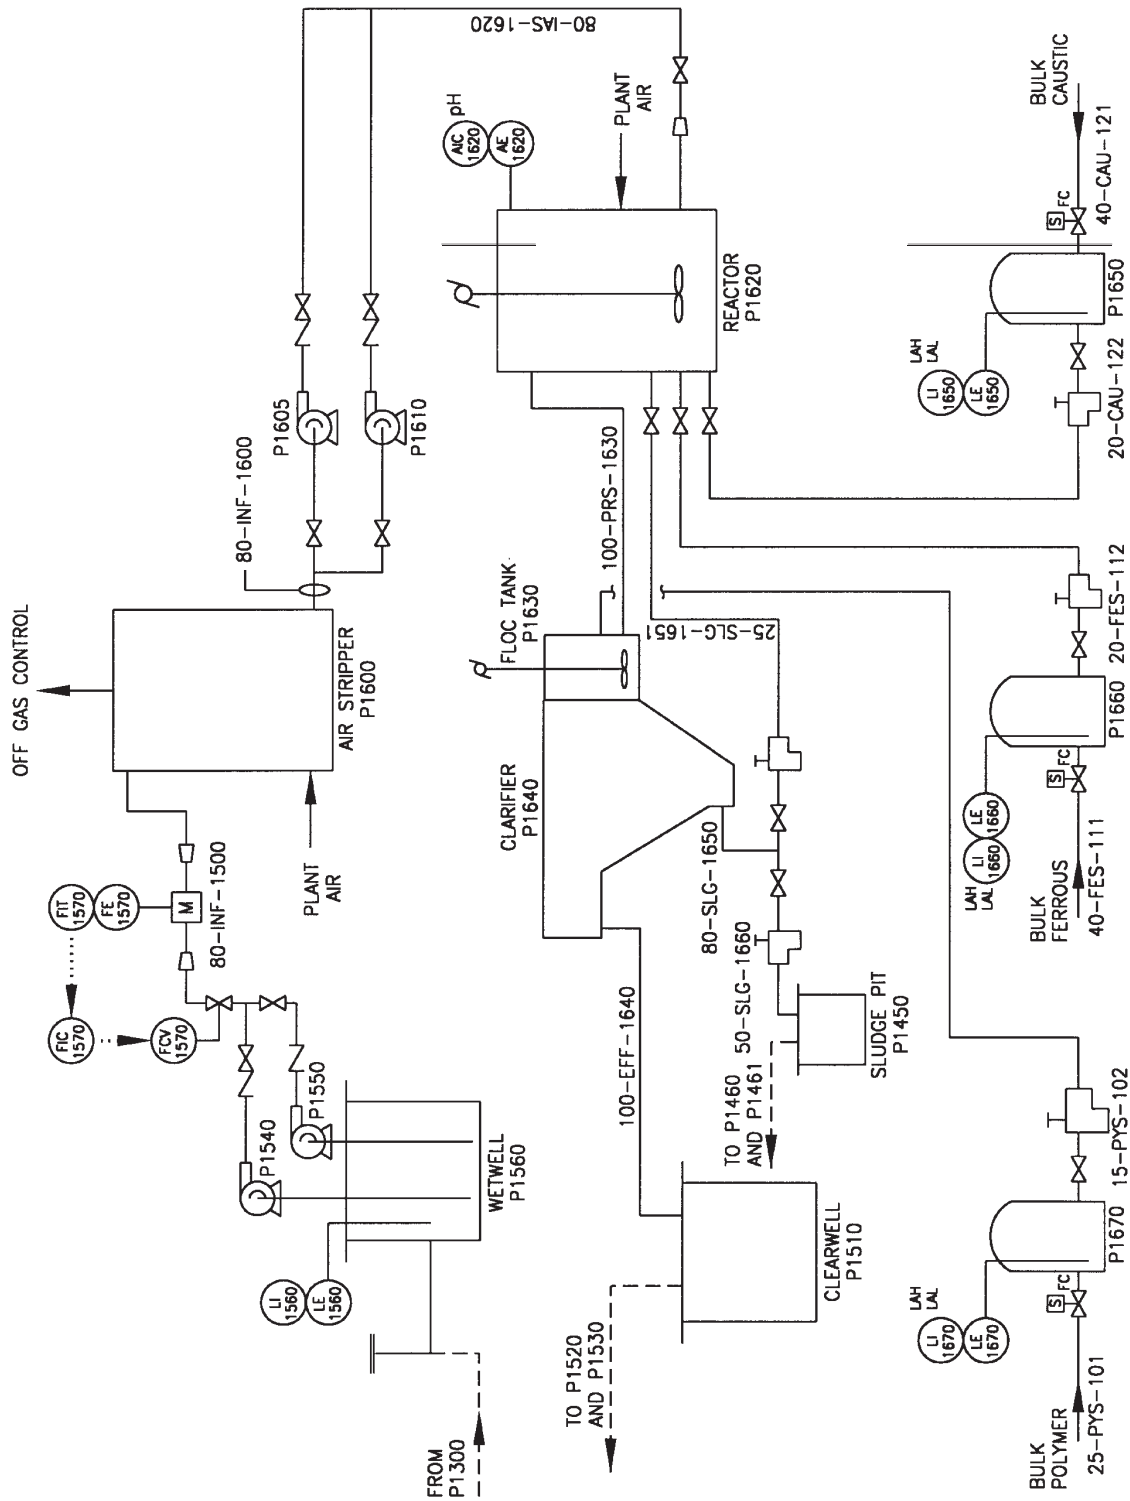 OFF GAS CONTROL
FIT
1570
FE
1570
FIC
1570
FCV
1570
M
80-INF-1500
PLANT
AIR
AIR STRIPPER
P1600
80-INF-1600
P1605
P1610
80-IAS-1620
LI
1560
LE
1560
P1540
P1550
WETWELL
P1560
FROM
P1300
AIC
1620
AE
1620
pH
PLANT
AIR
REACTOR
P1620
CLARIFIER
P1640
FLOC TANK
P1630
100-PRS-1630
25-SLG-1651
80-SLG-1650
50-SLG-1660
SLUDGE PIT
P1450
TO P1460
AND P1461
100-EFF-1640
CLEARWELL
P1510
TO P1520
AND P1530
LI
1670
LE
1670
LAH
LAL
S
FC
BULK
POLYMER
25-PYS-101
P1670
15-PYS-102
LAH
LAL
LI
1660
LE
1660
S
FC
BULK
FERROUS
40-FES-111
P1660
20-FES-112
LI
1650
LE
1650
LAH
LAL
S
FC
BULK
CAUSTIC
40-CAU-121
P1650
20-CAU-122